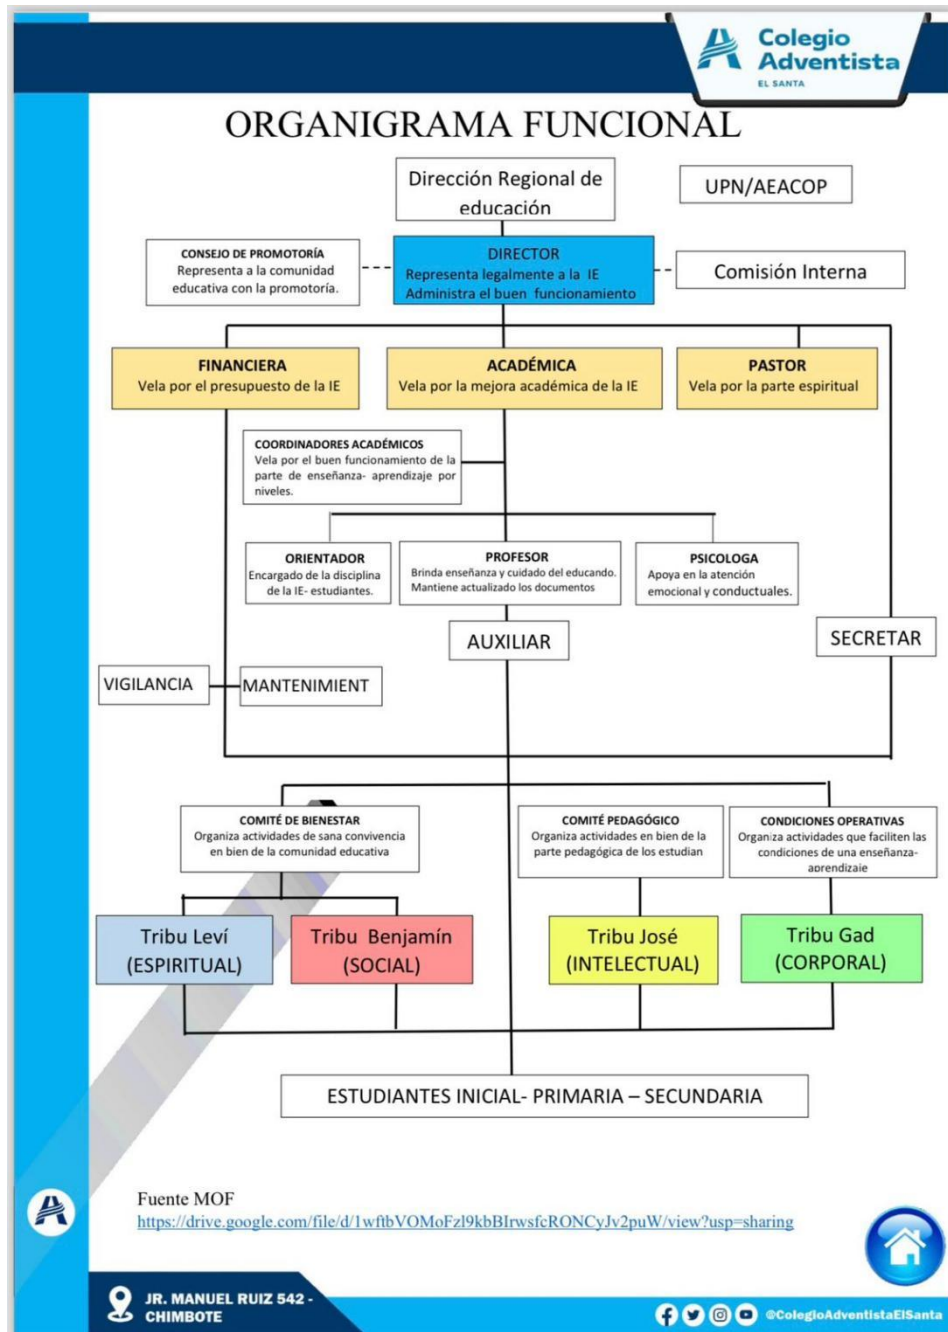 Colegio
Adventista
EL SANTA
ORGANIGRAMA FUNCIONAL
Dirección Regional de
educación
UPN/AEACOP
CONSEJO DE PROMOTORÍA
Representa a la comunidad
educativa con la promotoría.
DIRECTOR
Representa legalmente a la IE
Administra el buen funcionamiento
Comisión Interna
FINANCIERA
Vela por el presupuesto de la IE
ACADÉMICA
Vela por la mejora académica de la IE
PASTOR
Vela por la parte espiritual
COORDINADORES ACADÉMICOS
Vela por el buen funcionamiento de la
parte de enseñanza- aprendizaje por
niveles.
ORIENTADOR
Encargado de la disciplina
de la IE- estudiantes.
PROFESOR
Brinda enseñanza y cuidado del educando.
Mantiene actualizado los documentos
PSICOLOGA
Apoya en la atención
emocional y conductuales.
AUXILIAR
SECRETAR
VIGILANCIA
MANTENIMIENT
COMITÉ DE BIENESTAR
Organiza actividades de sana convivencia
en bien de la comunidad educativa
COMITÉ PEDAGÓGICO
Organiza actividades en bien de la
parte pedagógica de los estudian
CONDICIONES OPERATIVAS
Organiza actividades que faciliten las
condiciones de una enseñanza-
aprendizaje
Tribu Leví
(ESPIRITUAL)
Tribu Benjamín
(SOCIAL)
Tribu José
(INTELECTUAL)
Tribu Gad
(CORPORAL)
ESTUDIANTES INICIAL- PRIMARIA – SECUNDARIA
Fuente MOF
https://drive.google.com/file/d/1wftbVOMoFzl9kbBIrwsfcRONCyJv2puW/view?usp=sharing
JR. MANUEL RUIZ 542 -
CHIMBOTE
@ColegioAdventistaElSanta